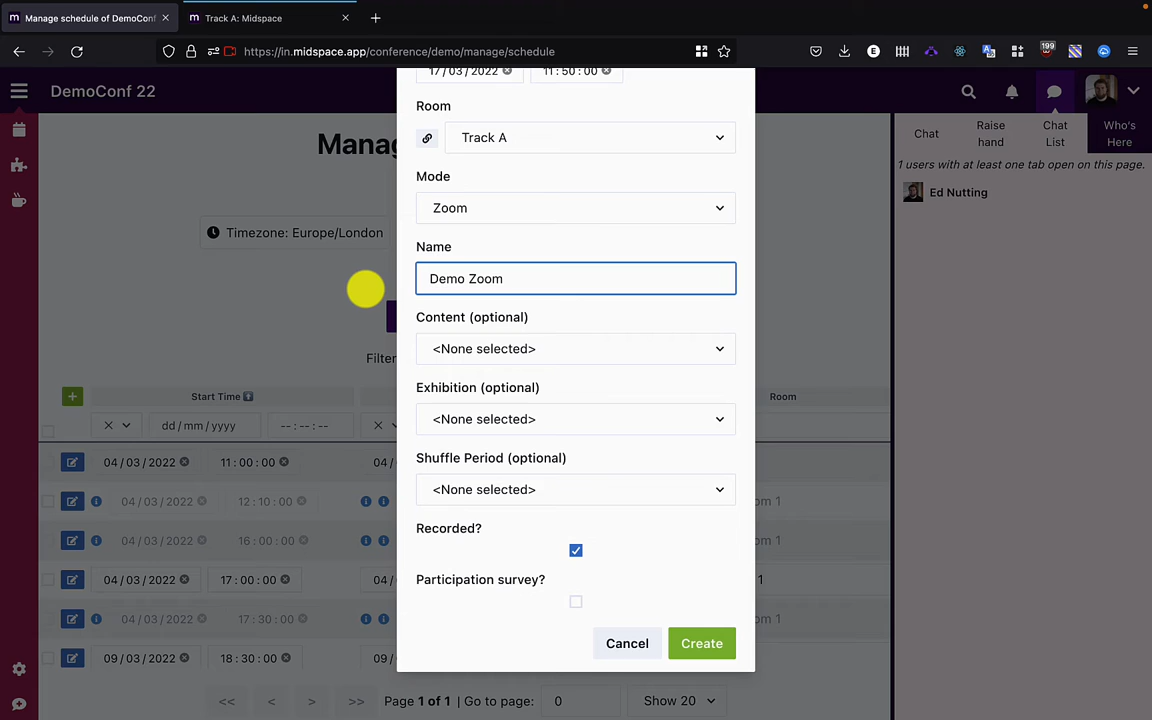 Manage schedule of DemoConf
Track A: Midspace
https://in.midspace.app/conference/demo/manage/schedule
199
DemoConf 22
Manag
Timezone: Europe/London
Filter
Start Time
Room
dd / mm / yyyy
-- : -- : --
04 / 03 / 2022 11 : 00 : 00 04 /
04 / 03 / 2022 12 : 10 : 00 om 1
04 / 03 / 2022 16 : 00 : 00 om 1
04 / 03 / 2022 17 : 00 : 00 04 / 1
04 / 03 / 2022 17 : 30 : 00 om 1
09 / 03 / 2022 18 : 30 : 00 09 /
<< < > >> Page 1 of 1 | Go to page: 0 Show 20
17 / 03 / 2022 11 : 50 : 00
Room
Track A
Mode
Zoom
Name
Demo Zoom
Content (optional)
<None selected>
Exhibition (optional)
<None selected>
Shuffle Period (optional)
<None selected>
Recorded?
Participation survey?
Cancel Create
Chat
Raise hand
Chat List
Who's Here
1 users with at least one tab open on this page.
Ed Nutting